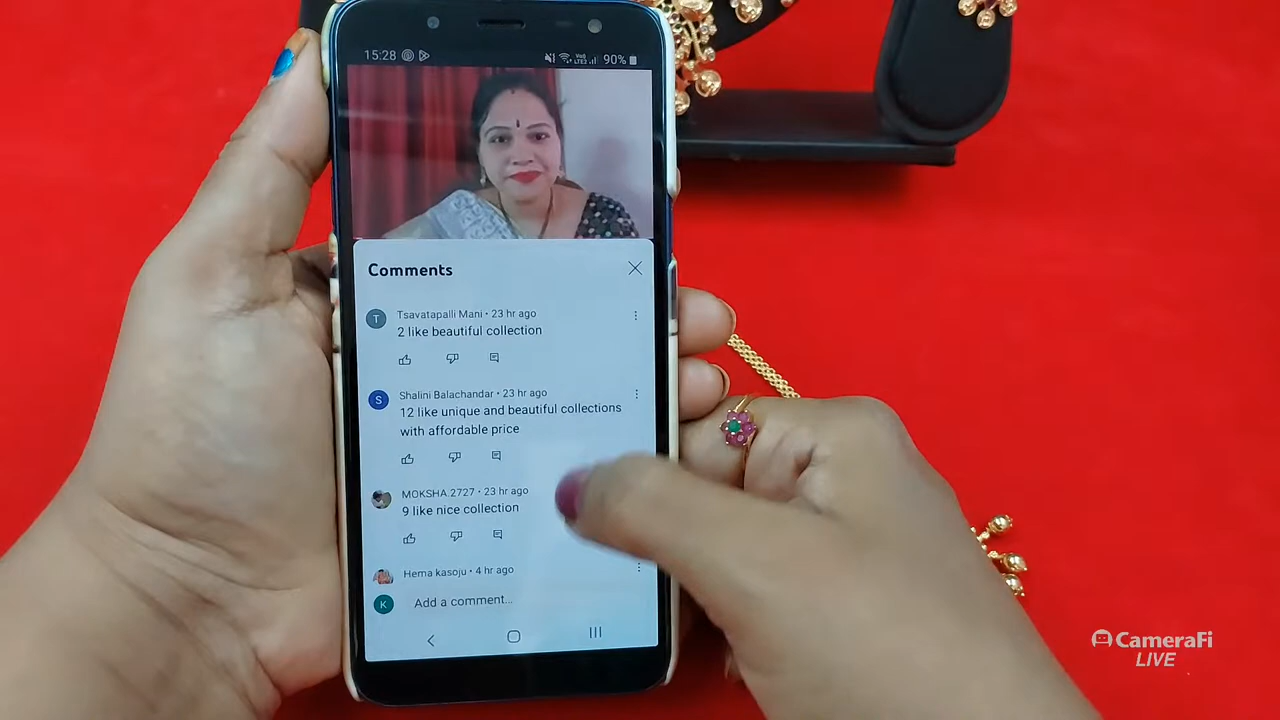 15:28
90%
Comments
Tsavatapalli Mani • 23 hr ago
2 like beautiful collection
S
Shalini Balachandar • 23 hr ago
12 like unique and beautiful collections
with affordable price
MOKSHA.2727 • 23 hr ago
9 like nice collection
Hema kasoju • 4 hr ago
K
Add a comment...
CameraFi
LIVE